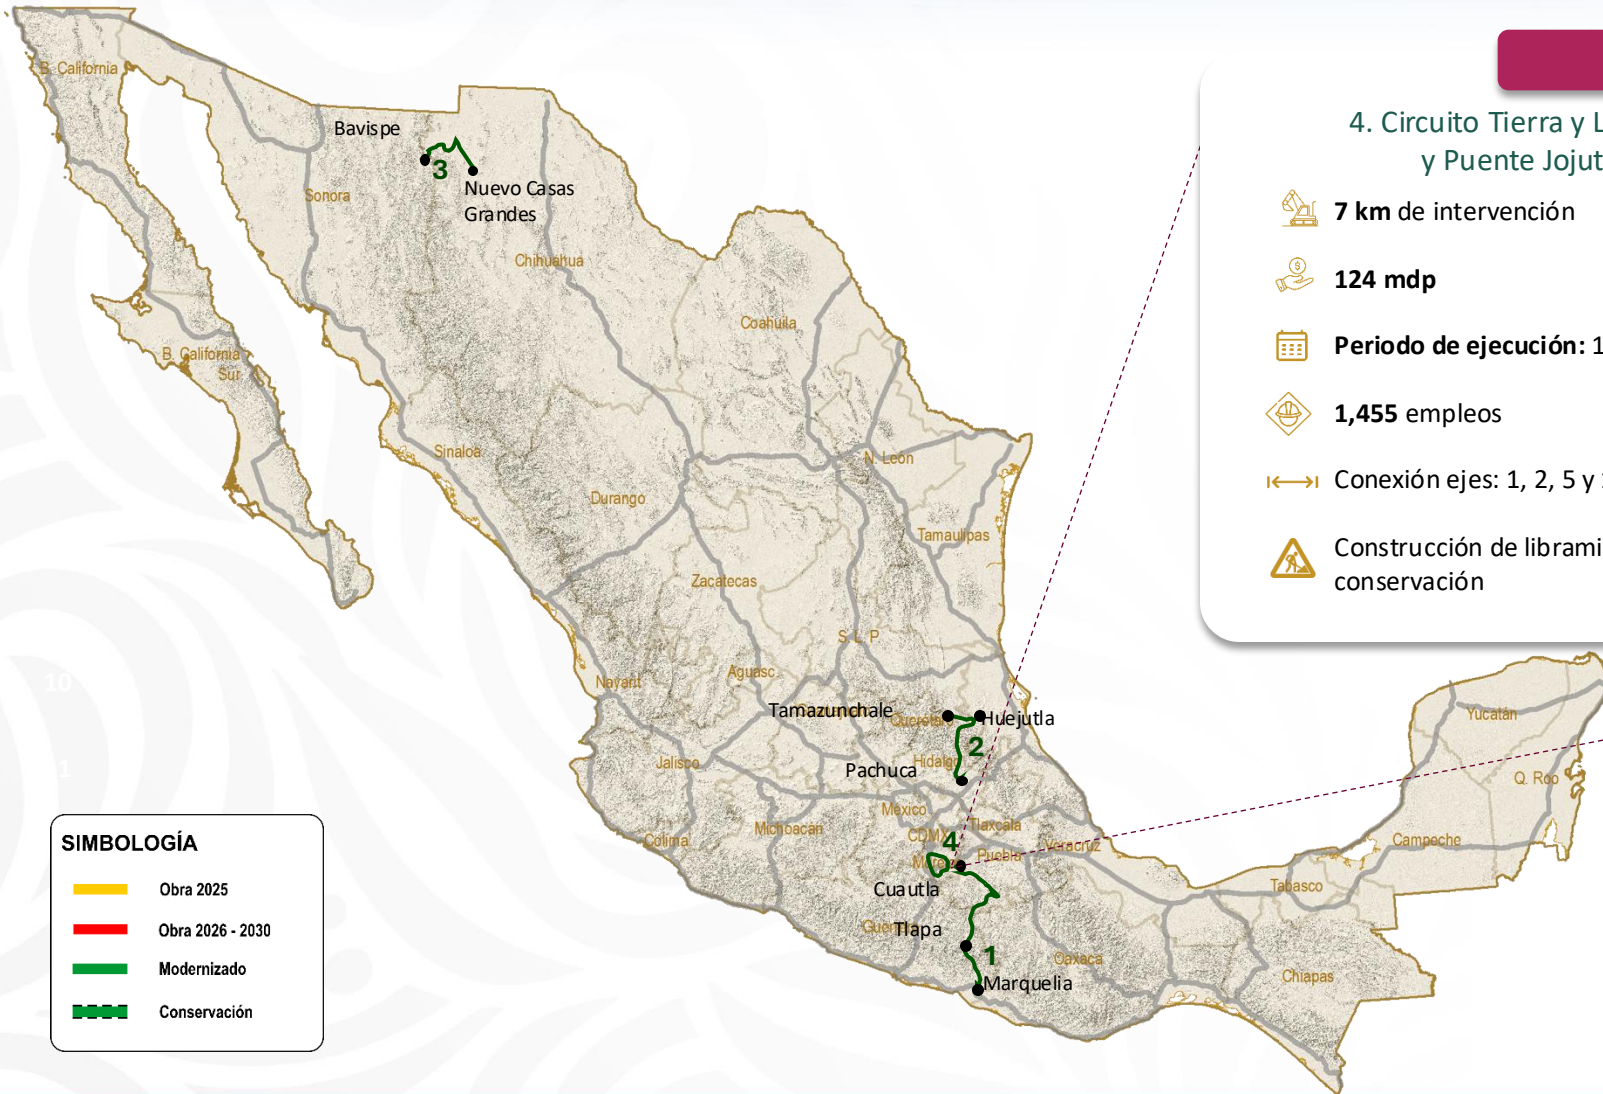 B. California
Bavispe
3
Sonora
Nuevo Casas
Grandes
Chihuahua
Coahuila
B. California
Sur
Sinaloa
N. León
Durango
Tamaulipas
Zacatecas
S. L. P
Aguasc
Nayarit
Tamazunchale
Huejutla
2
Hidalgo
Pachuca
Jalisco
México
Michoacán
Colima
CDMX
Tlaxcala
4
Puebla
Veracruz
Cuautla
Tlapa
1
Oaxaca
Marquelia
Yucatán
Q. Roo
Campeche
Tabasco
Chiapas
10
1
4. Circuito Tierra y L
y Puente Jojut
7 km de intervención
124 mdp
Periodo de ejecución: 1
1,455 empleos
Conexión ejes: 1, 2, 5 y
Construcción de librami
conservación
SIMBOLOGÍA
Obra 2025
Obra 2026 - 2030
Modernizado
Conservación